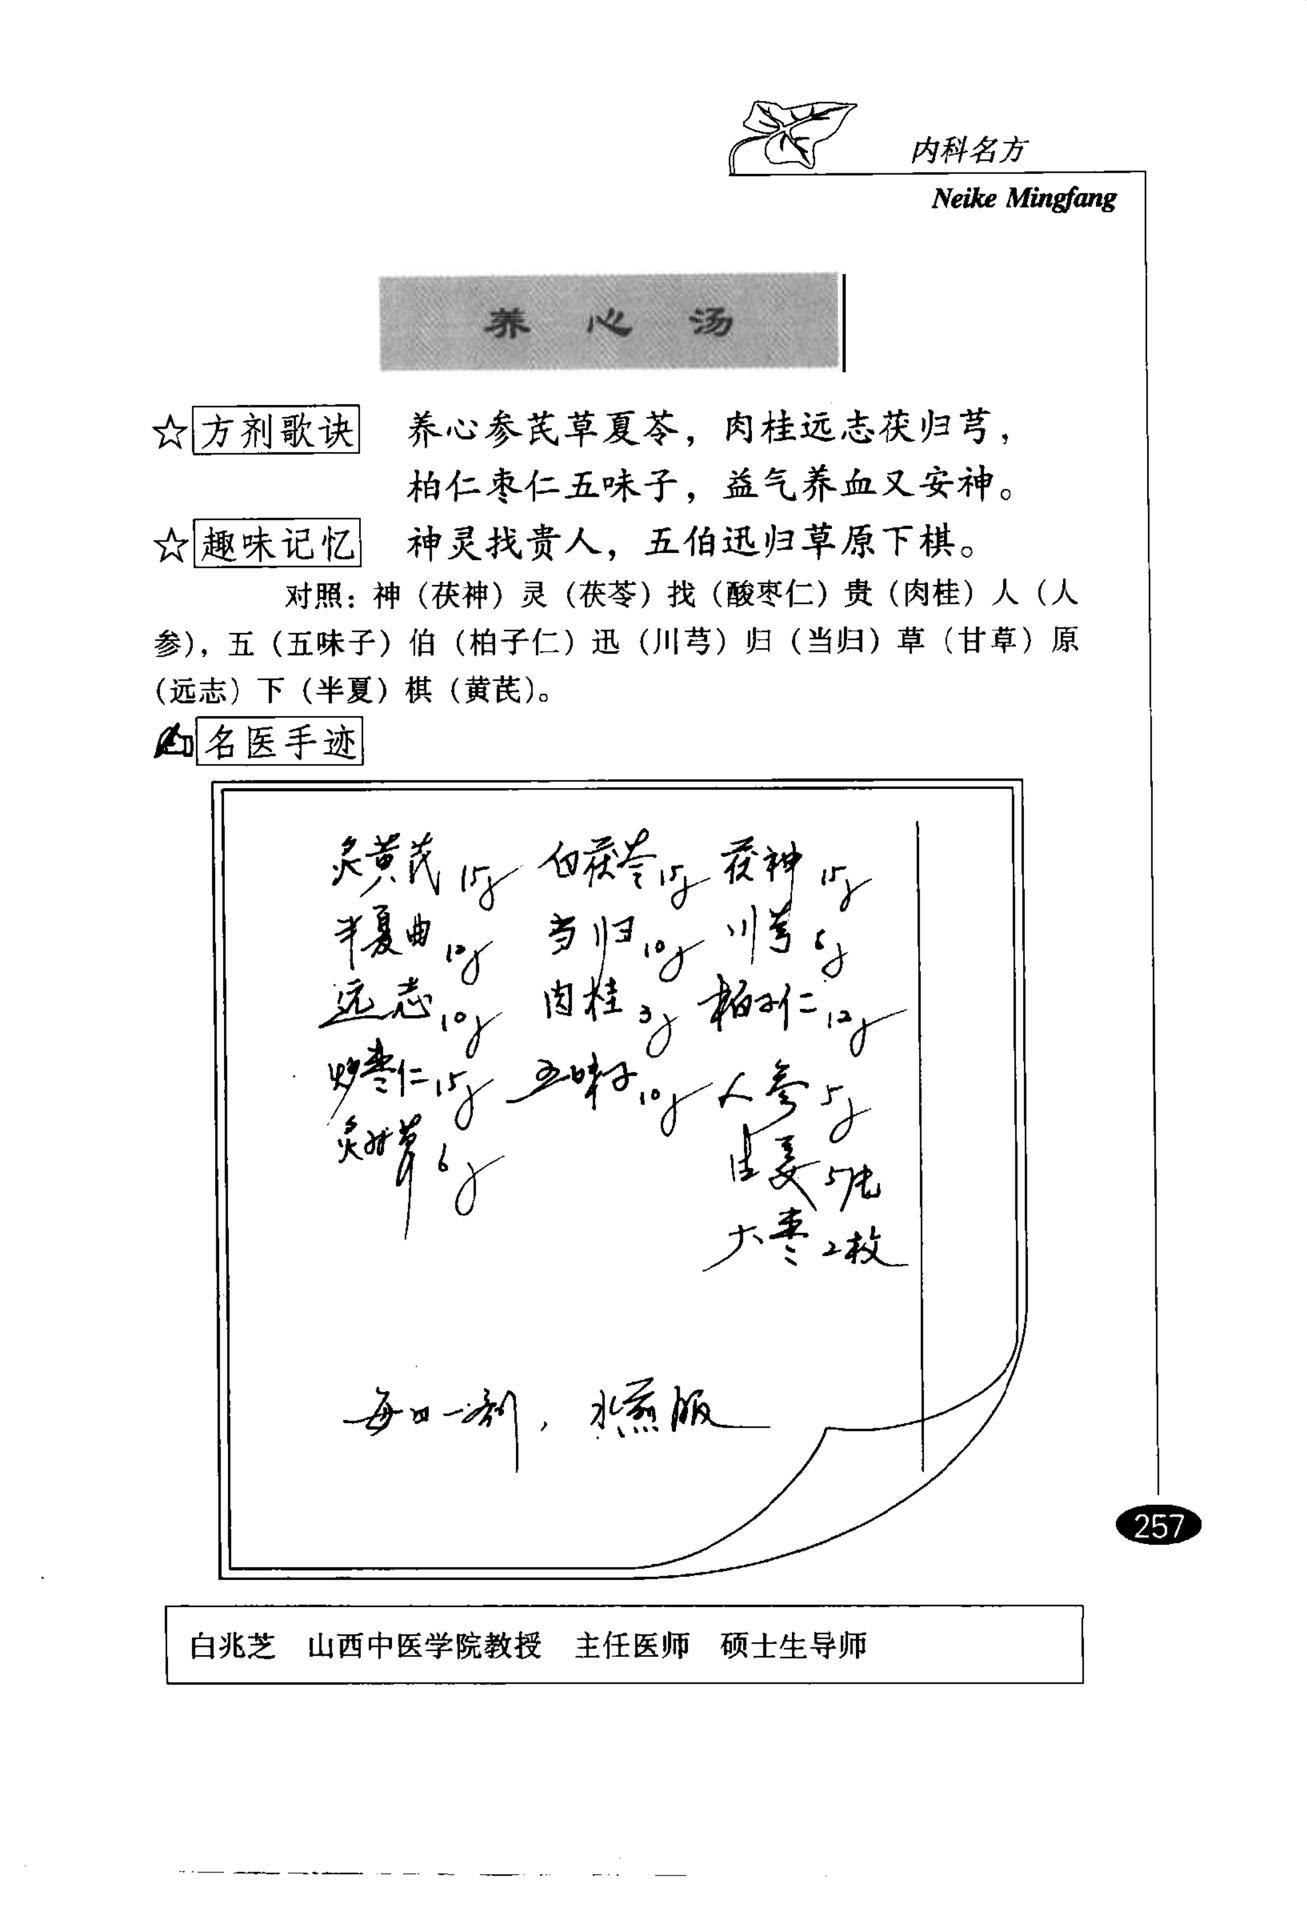 内科名方
Neike Mingfang
养心汤
☆方剂歌诀 养心参芪草夏苓，肉桂远志茯归芎，
柏仁枣仁五味子，益气养血又安神。
☆趣味记忆 神灵找贵人，五伯迅归草原下棋。
对照：神（茯神）灵（茯苓）找（酸枣仁）贵（肉桂）人（人
参），五（五味子）伯（柏子仁）迅（川芎）归（当归）草（甘草）原
（远志）下（半夏）棋（黄芪）。
名医手迹
炙黄芪 15g 白茯苓 15g 茯神 15g
半夏曲 12g 当归 10g 川芎 6g
远志 10g 肉桂 3g 柏子仁 12g
炒枣仁 15g 五味子 10g 人参 5g
炙甘草 6g 生姜 5片
大枣 2枚
每日一剂，水煎服
257
白兆芝 山西中医学院教授 主任医师 硕士生导师